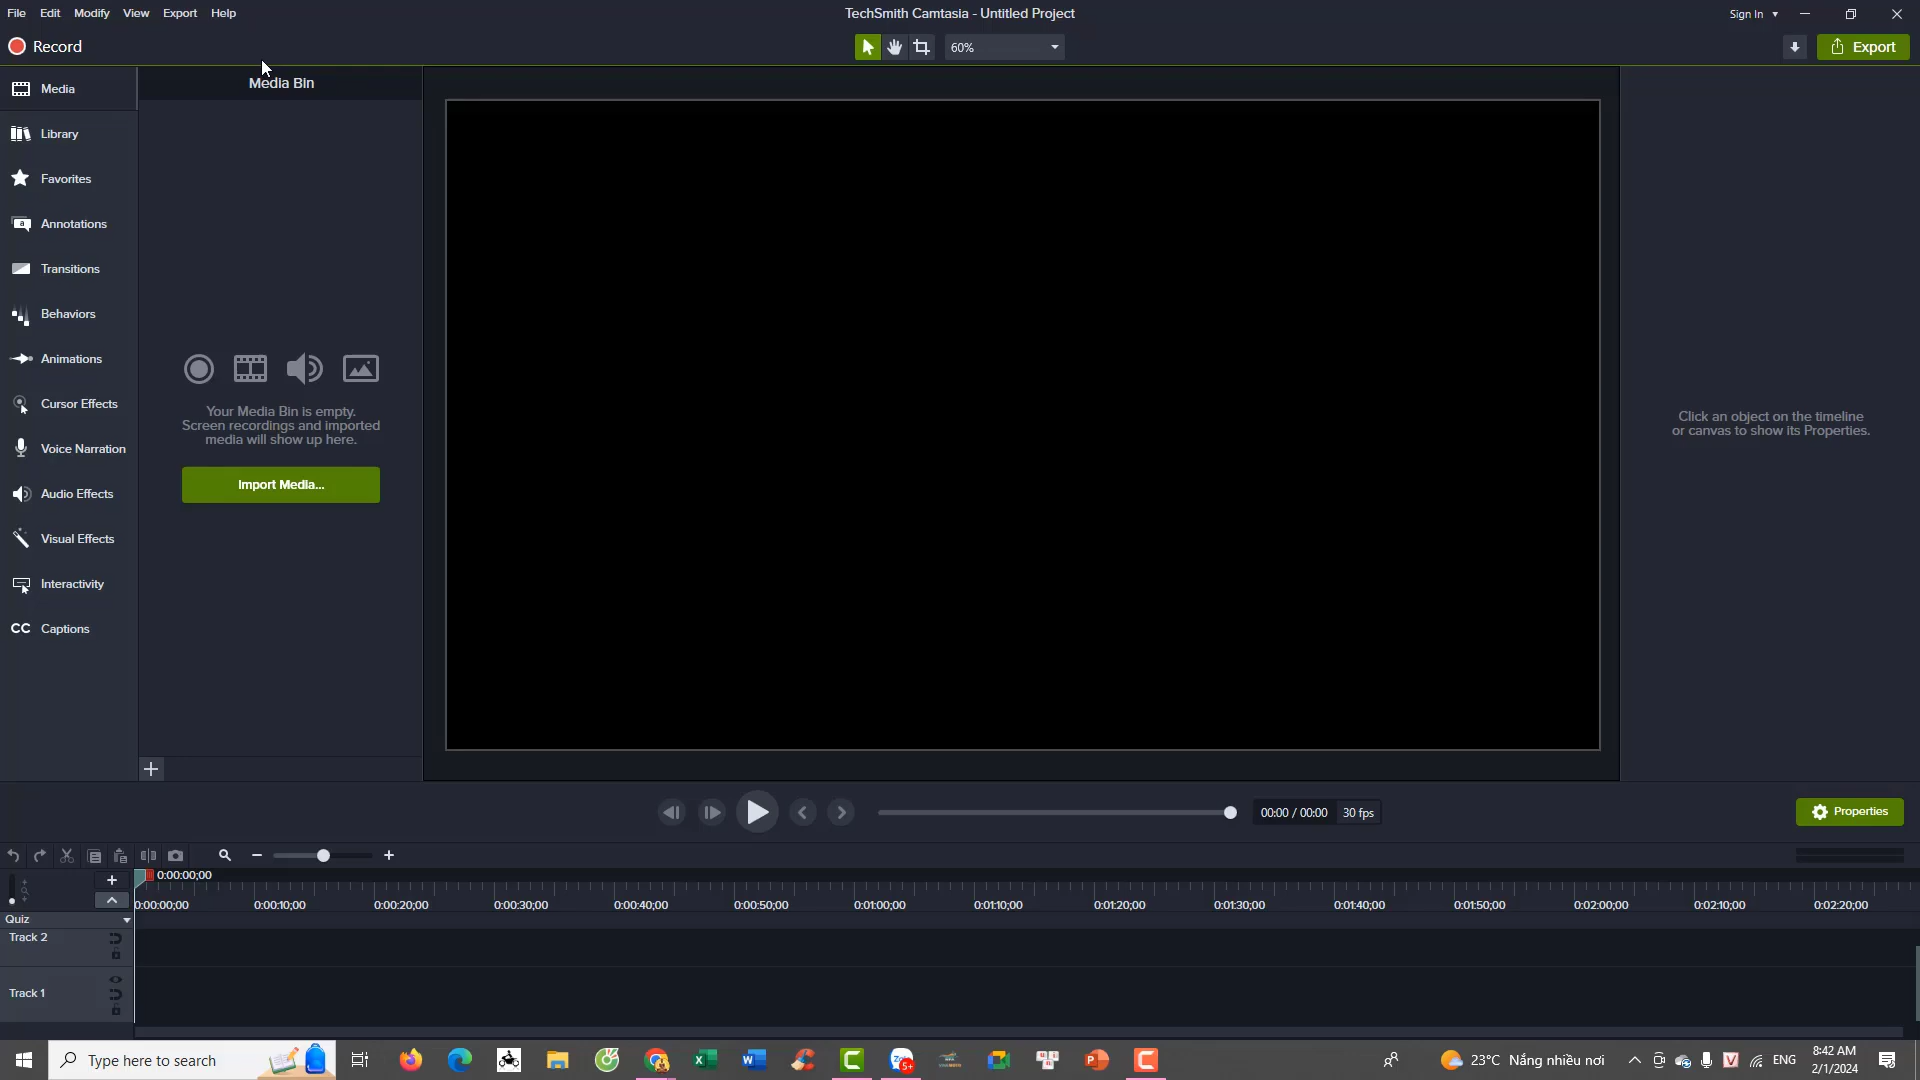 File Edit Modify View Export Help
TechSmith Camtasia - Untitled Project
Sign In
Record
60%
Export
Media
Library
Favorites
Annotations
Transitions
Behaviors
Animations
Cursor Effects
Voice Narration
Audio Effects
Visual Effects
Interactivity
CC Captions
Media Bin
Your Media Bin is empty.
Screen recordings and imported
media will show up here.
Import Media...
Click an object on the timeline
or canvas to show its Properties.
00:00 / 00:00 30 fps
Properties
0:00:00;00
0:00:00;00 0:00:10;00 0:00:20;00 0:00:30;00 0:00:40;00 0:00:50;00 0:01:00;00 0:01:10;00 0:01:20;00 0:01:30;00 0:01:40;00 0:01:50;00 0:02:00;00 0:02:10;00 0:02:20;00
Quiz
Track 2
Track 1
Type here to search
23°C Nắng nhiều nơi
ENG
8:42 AM
2/1/2024